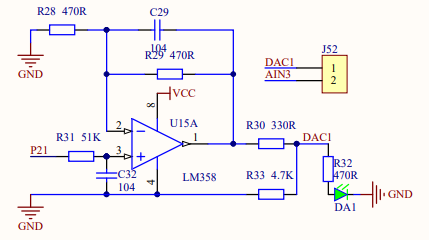 R28 470R
C29
104
R29 470R
GND
J52
DAC1
1
AIN3
2
VCC
8
U15A
2
1
R30 330R
DAC1
R31 51K
P21
3
R32
470R
C32
104
4
LM358
R33 4.7K
GND
DA1
GND